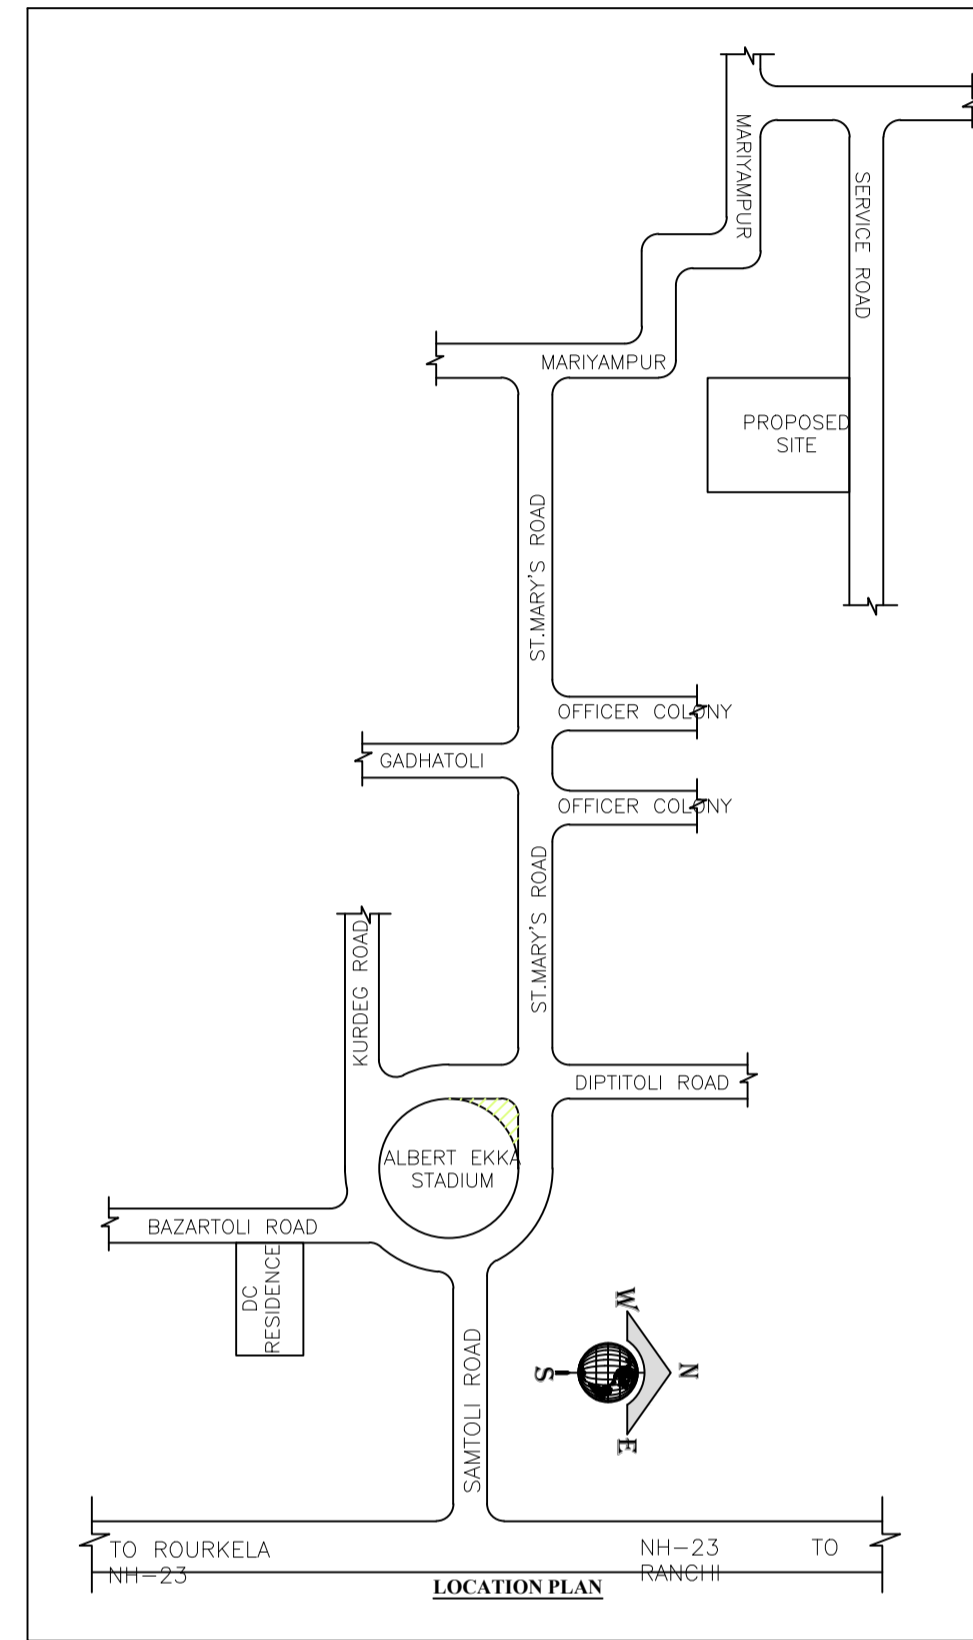 MARIYAMPUR
SERVICE ROAD
MARIYAMPUR
PROPOSED
SITE
ST.MARY'S ROAD
OFFICER COLONY
GADHATOLI
OFFICER COLONY
ST.MARY'S ROAD
KURDEG ROAD
DIPTITOLI ROAD
ALBERT EKKA
STADIUM
BAZARTOLI ROAD
DC
RESIDENCE
W
N
S
E
SAMTOLI ROAD
TO ROURKELA
NH-23
NH-23 TO
RANCHI
LOCATION PLAN